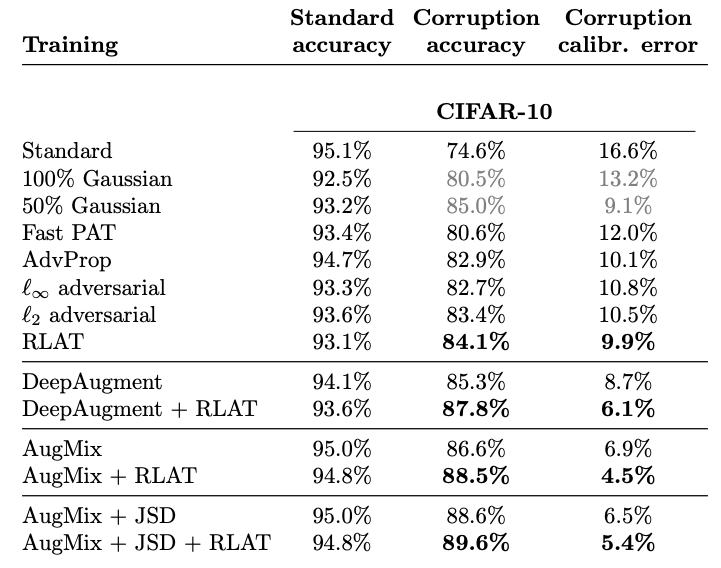 Standard Corruption Corruption
Training accuracy accuracy calibr. error
CIFAR-10
Standard 95.1% 74.6% 16.6%
100% Gaussian 92.5% 80.5% 13.2%
50% Gaussian 93.2% 85.0% 9.1%
Fast PAT 93.4% 80.6% 12.0%
AdvProp 94.7% 82.9% 10.1%
ℓ∞ adversarial 93.3% 82.7% 10.8%
ℓ2 adversarial 93.6% 83.4% 10.5%
RLAT 93.1% 84.1% 9.9%
DeepAugment 94.1% 85.3% 8.7%
DeepAugment + RLAT 93.6% 87.8% 6.1%
AugMix 95.0% 86.6% 6.9%
AugMix + RLAT 94.8% 88.5% 4.5%
AugMix + JSD 95.0% 88.6% 6.5%
AugMix + JSD + RLAT 94.8% 89.6% 5.4%